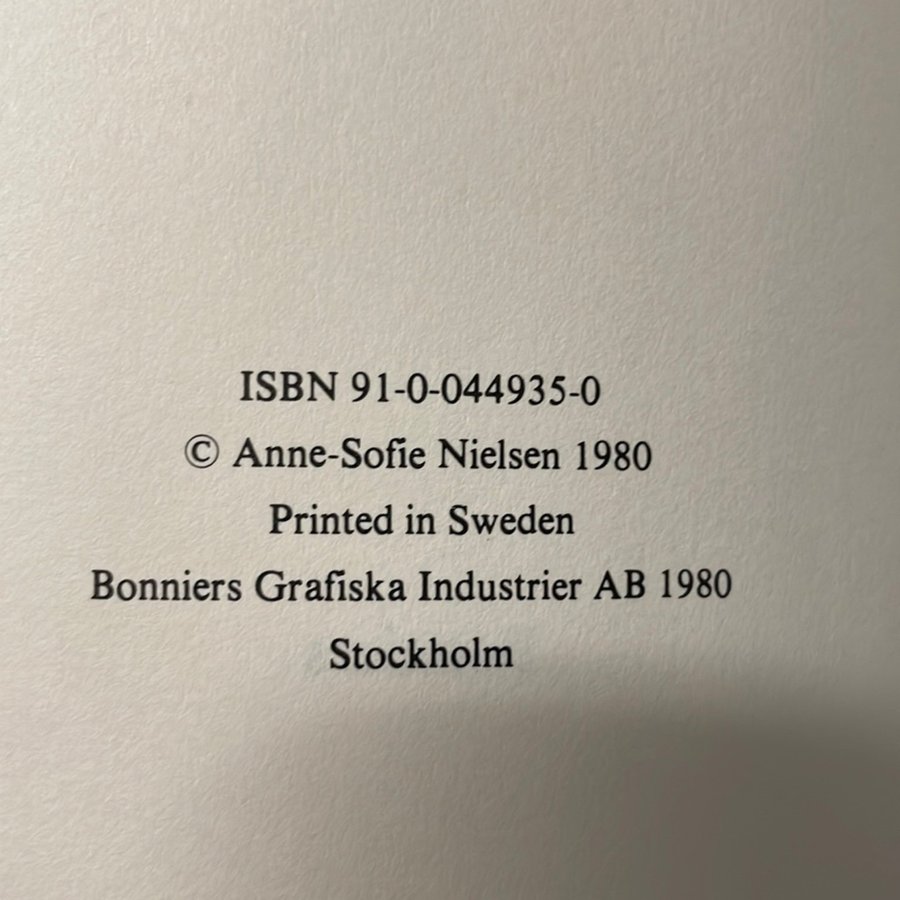 ISBN 91-0-044935-0
© Anne-Sofie Nielsen 1980
Printed in Sweden
Bonniers Grafiska Industrier AB 1980
Stockholm